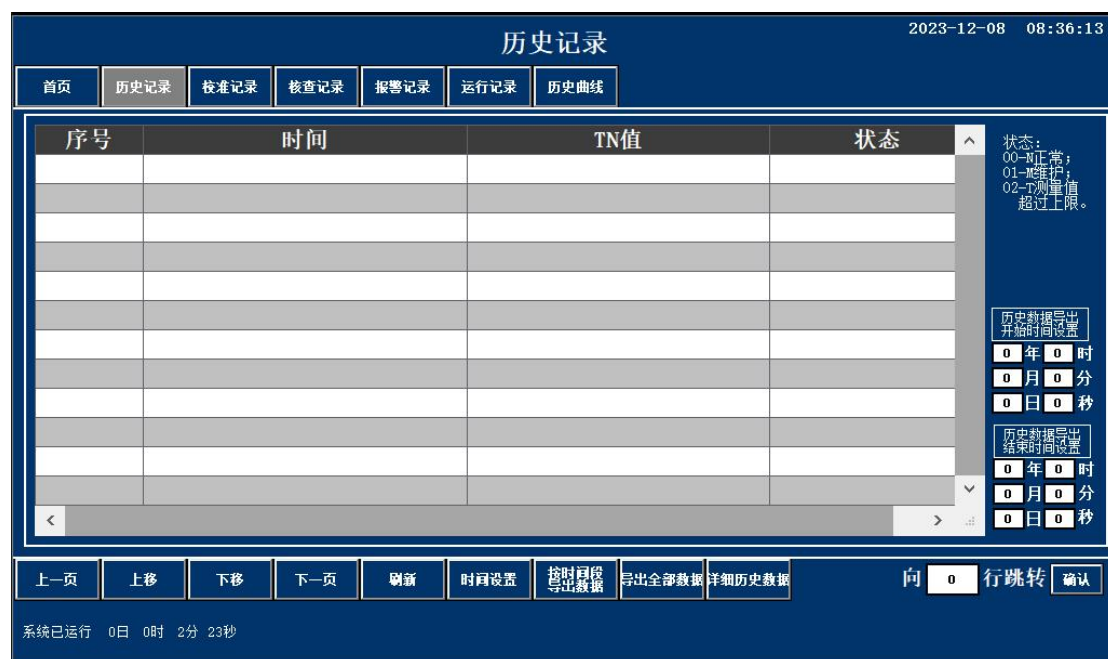 历史记录
2023-12-08 08:36:13
首页 历史记录 校准记录 核查记录 报警记录 运行记录 历史曲线
序号 时间 TN值 状态
状态:
00-N正常;
01-M维护;
02-T测量值
超过上限。
历史数据导出
开始时间设置
0 年 0 时
0 月 0 分
0 日 0 秒
历史数据导出
结束时间设置
0 年 0 时
0 月 0 分
0 日 0 秒
上一页 上移 下移 下一页 刷新 时间设置 按时间段导出数据 导出全部数据 详细历史数据
向 0 行跳转 确认
系统已运行 0日 0时 2分 23秒